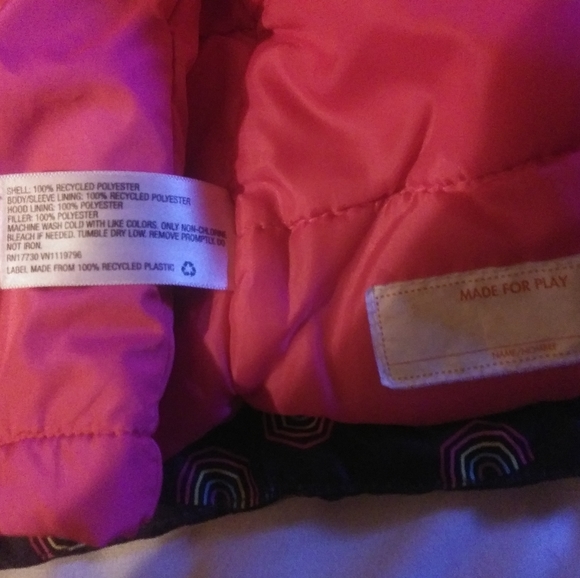 SHELL: 100% RECYCLED POLYESTER
BODY/SLEEVE LINING: 100% RECYCLED POLYESTER
HOOD LINING: 100% POLYESTER
FILLER: 100% POLYESTER
MACHINE WASH COLD WITH LIKE COLORS. ONLY NON-CHLORINE
BLEACH IF NEEDED. TUMBLE DRY LOW. REMOVE PROMPTLY. DO
NOT IRON.
RN17730 VN1119796
LABEL MADE FROM 100% RECYCLED PLASTIC
MADE FOR PLAY